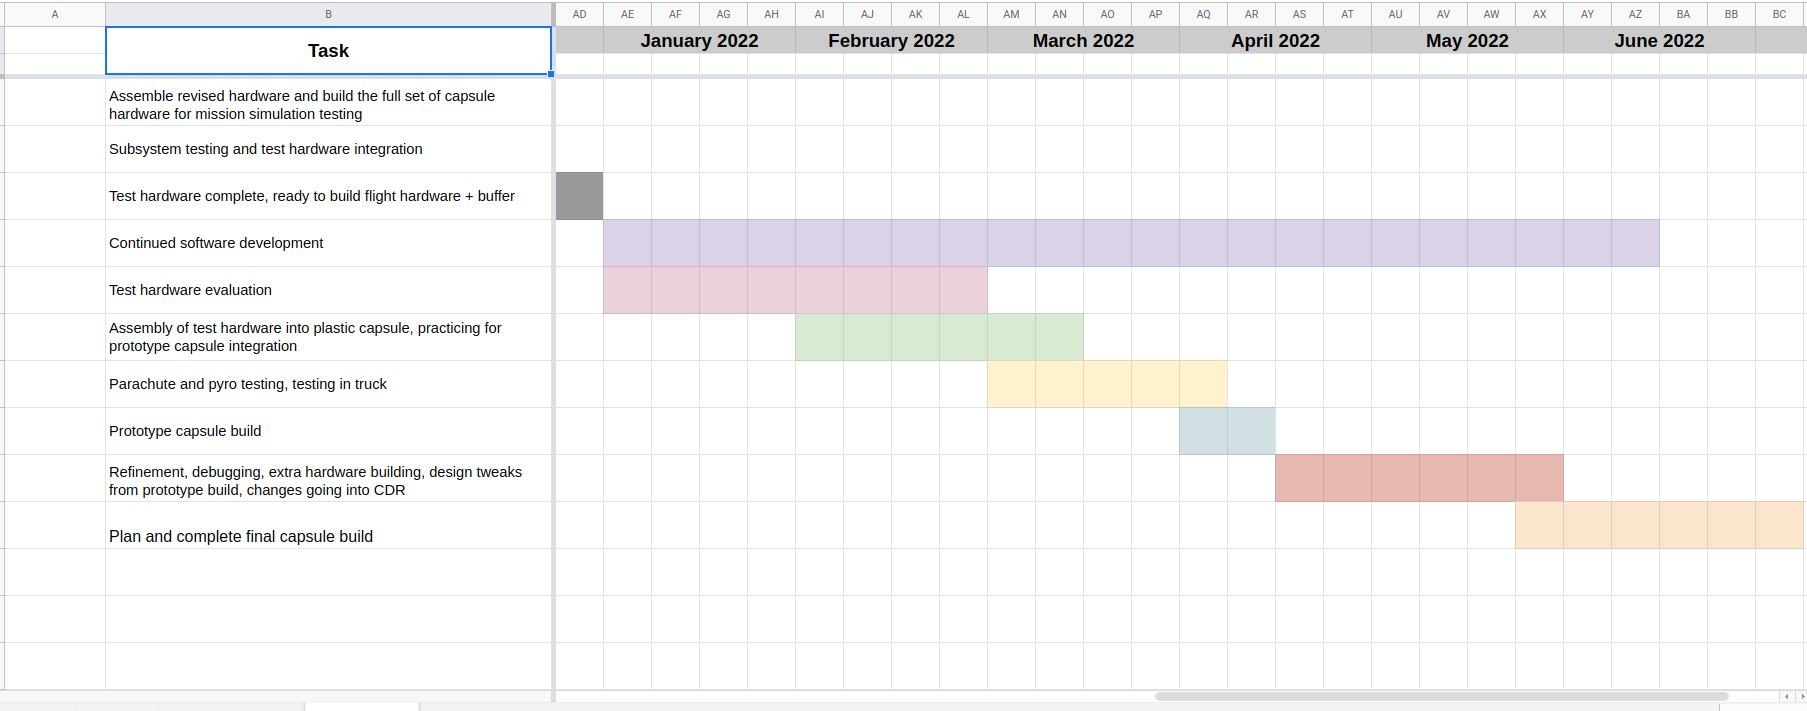 A B AD AE AF AG AH AI AJ AK AL AM AN AO AP AQ AR AS AT AU AV AW AX AY AZ BA BB BC
Task
January 2022 February 2022 March 2022 April 2022 May 2022 June 2022
Assemble revised hardware and build the full set of capsule
hardware for mission simulation testing
Subsystem testing and test hardware integration
Test hardware complete, ready to build flight hardware + buffer
Continued software development
Test hardware evaluation
Assembly of test hardware into plastic capsule, practicing for
prototype capsule integration
Parachute and pyro testing, testing in truck
Prototype capsule build
Refinement, debugging, extra hardware building, design tweaks
from prototype build, changes going into CDR
Plan and complete final capsule build